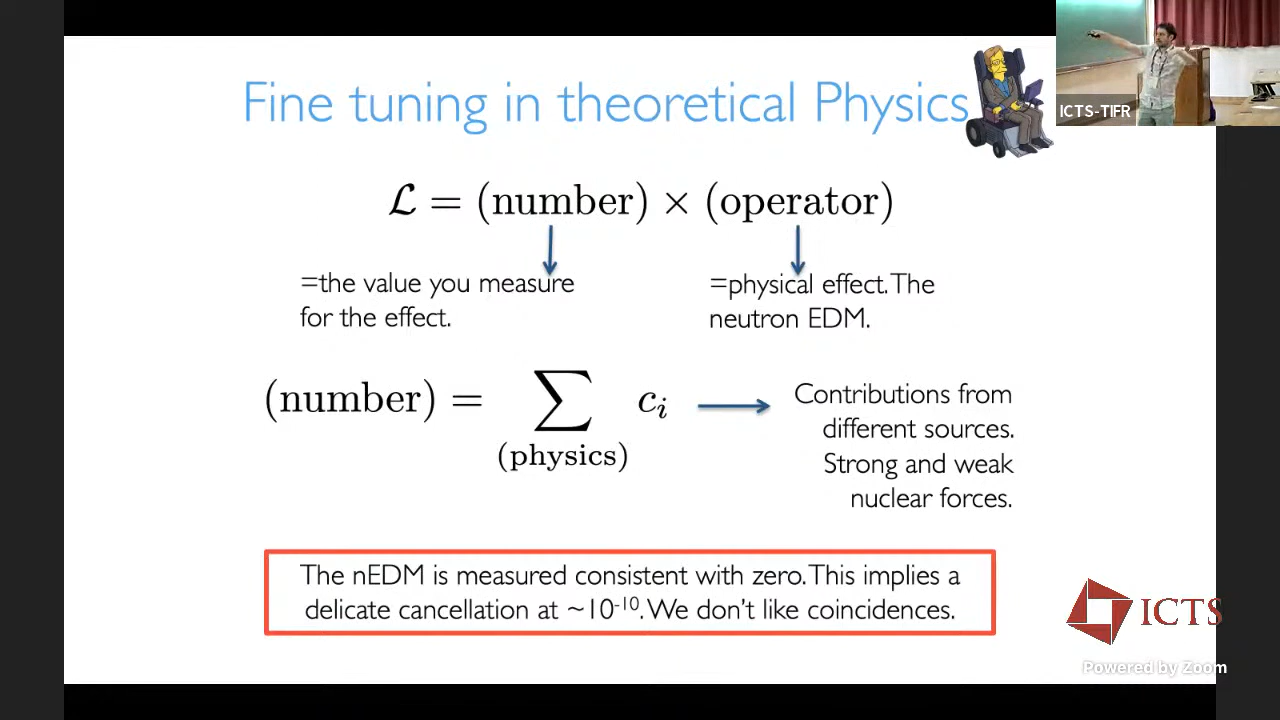 Fine tuning in theoretical Physics
ICTS-TIFR
ℒ = (number) × (operator)
=the value you measure
for the effect.
=physical effect. The
neutron EDM.
(number) = ∑ cᵢ
(physics)
Contributions from
different sources.
Strong and weak
nuclear forces.
The nEDM is measured consistent with zero. This implies a
delicate cancellation at ~10⁻¹⁰. We don't like coincidences.
ICTS
Powered by Zoom